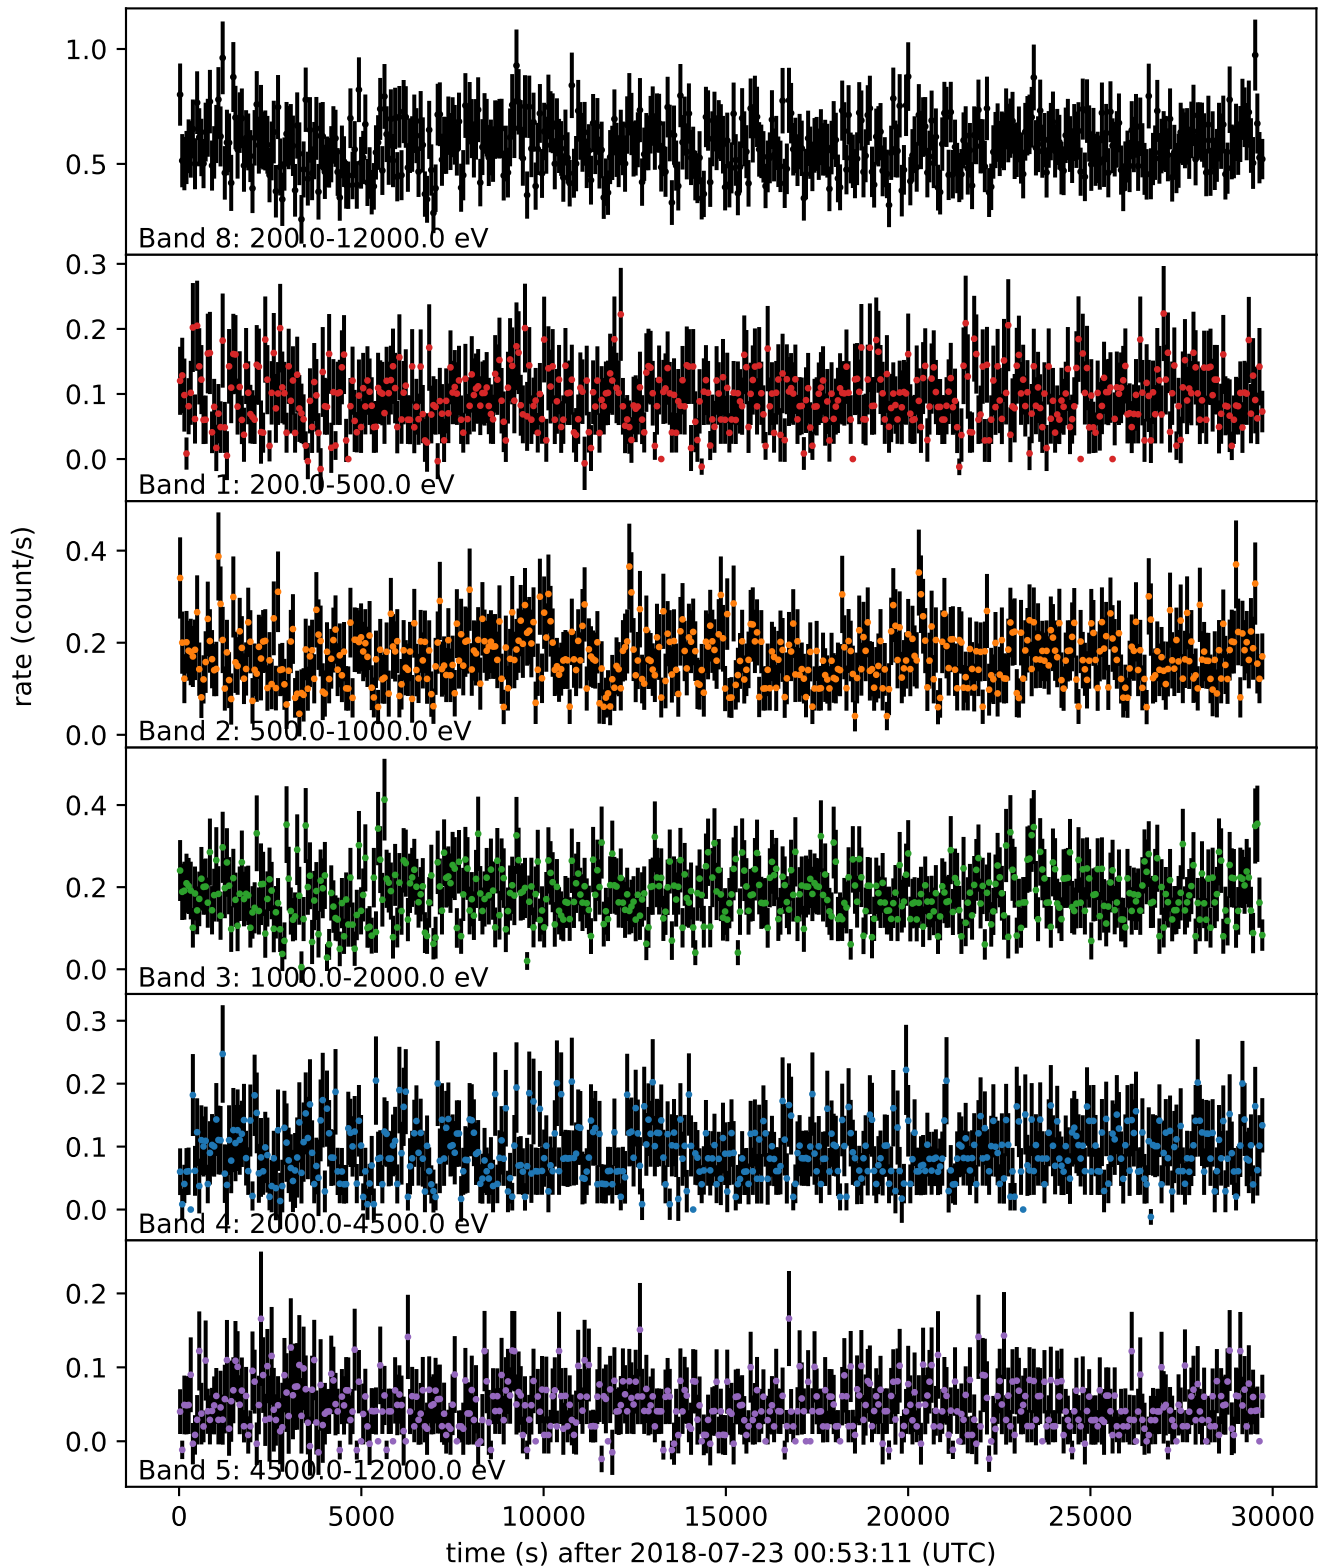 1.0
0.5
Band 8: 200.0-12000.0 eV
0.3
0.2
0.1
0.0
Band 1: 200.0-500.0 eV
0.4
0.2
0.0
Band 2: 500.0-1000.0 eV
rate (count/s)
0.4
0.2
0.0
Band 3: 1000.0-2000.0 eV
0.3
0.2
0.1
0.0
Band 4: 2000.0-4500.0 eV
0.2
0.1
0.0
Band 5: 4500.0-12000.0 eV
0 5000 10000 15000 20000 25000 30000
time (s) after 2018-07-23 00:53:11 (UTC)